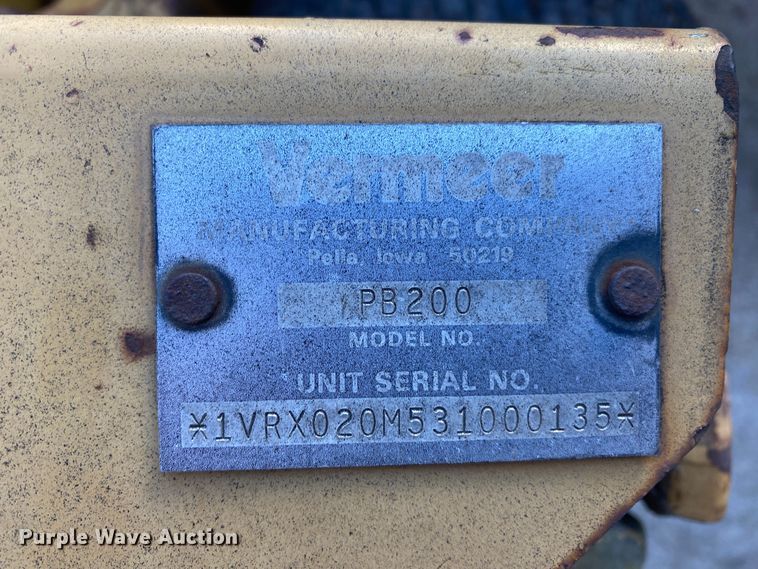 Vermeer
MANUFACTURING COMPANY
Pella, Iowa 50219
PB200
MODEL NO.
UNIT SERIAL NO.
*1VRX020M531000135*
Purple Wave Auction